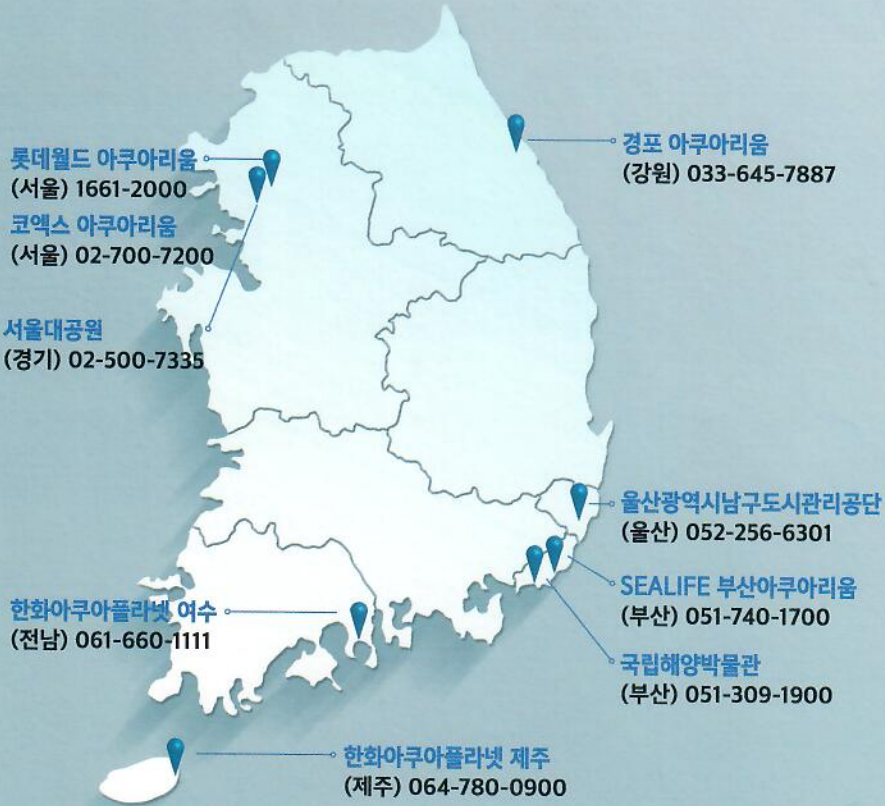 롯데월드 아쿠아리움
(서울) 1661-2000
코엑스 아쿠아리움
(서울) 02-700-7200
서울대공원
(경기) 02-500-7335
경포 아쿠아리움
(강원) 033-645-7887
울산광역시남구도시관리공단
(울산) 052-256-6301
SEALIFE 부산아쿠아리움
(부산) 051-740-1700
국립해양박물관
(부산) 051-309-1900
한화아쿠아플라넷 여수
(전남) 061-660-1111
한화아쿠아플라넷 제주
(제주) 064-780-0900